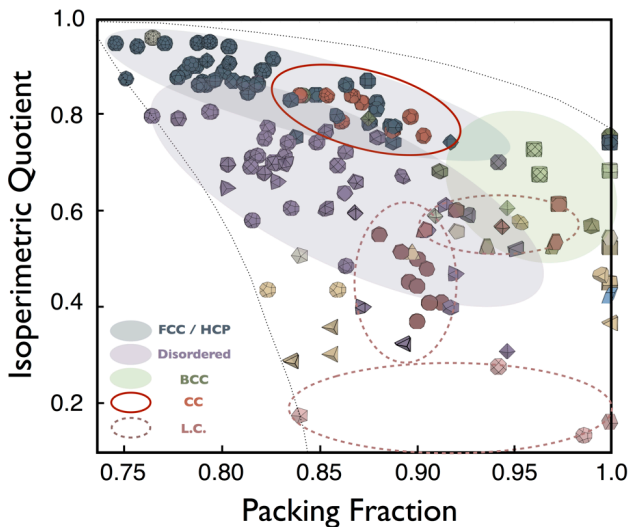 1.0
0.8
0.6
0.4
0.2
Isoperimetric Quotient
FCC / HCP
Disordered
BCC
CC
L.C.
0.75 0.80 0.85 0.90 0.95 1.0
Packing Fraction